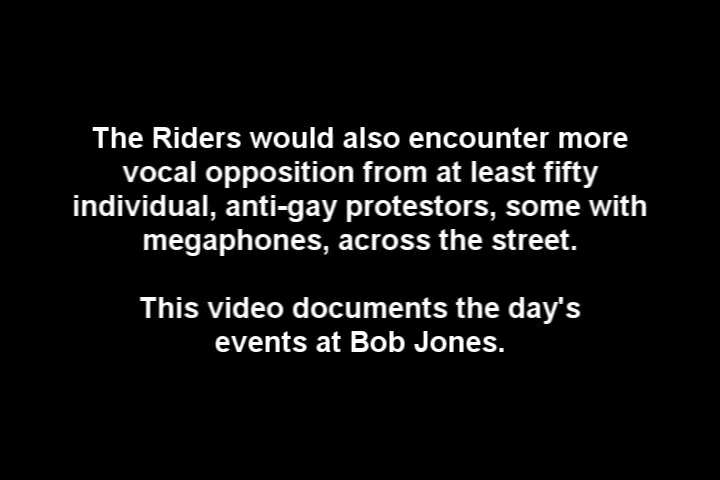 The Riders would also encounter more
vocal opposition from at least fifty
individual, anti-gay protestors, some with
megaphones, across the street.
This video documents the day's
events at Bob Jones.